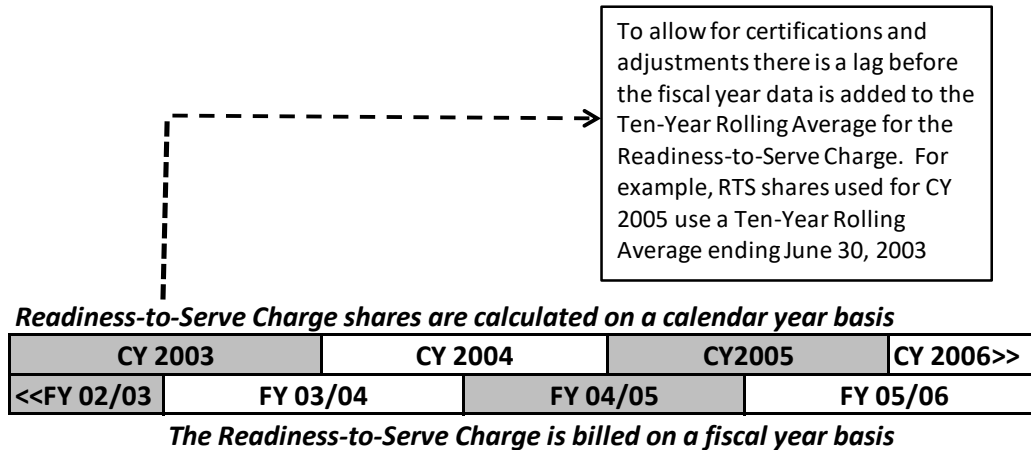 To allow for certifications and
adjustments there is a lag before
the fiscal year data is added to the
Ten-Year Rolling Average for the
Readiness-to-Serve Charge.  For
example, RTS shares used for CY
2005 use a Ten-Year Rolling
Average ending June 30, 2003
Readiness-to-Serve Charge shares are calculated on a calendar year basis
CY 2003 CY 2004 CY2005 CY 2006>>
<<FY 02/03 FY 03/04 FY 04/05 FY 05/06
The Readiness-to-Serve Charge is billed on a fiscal year basis